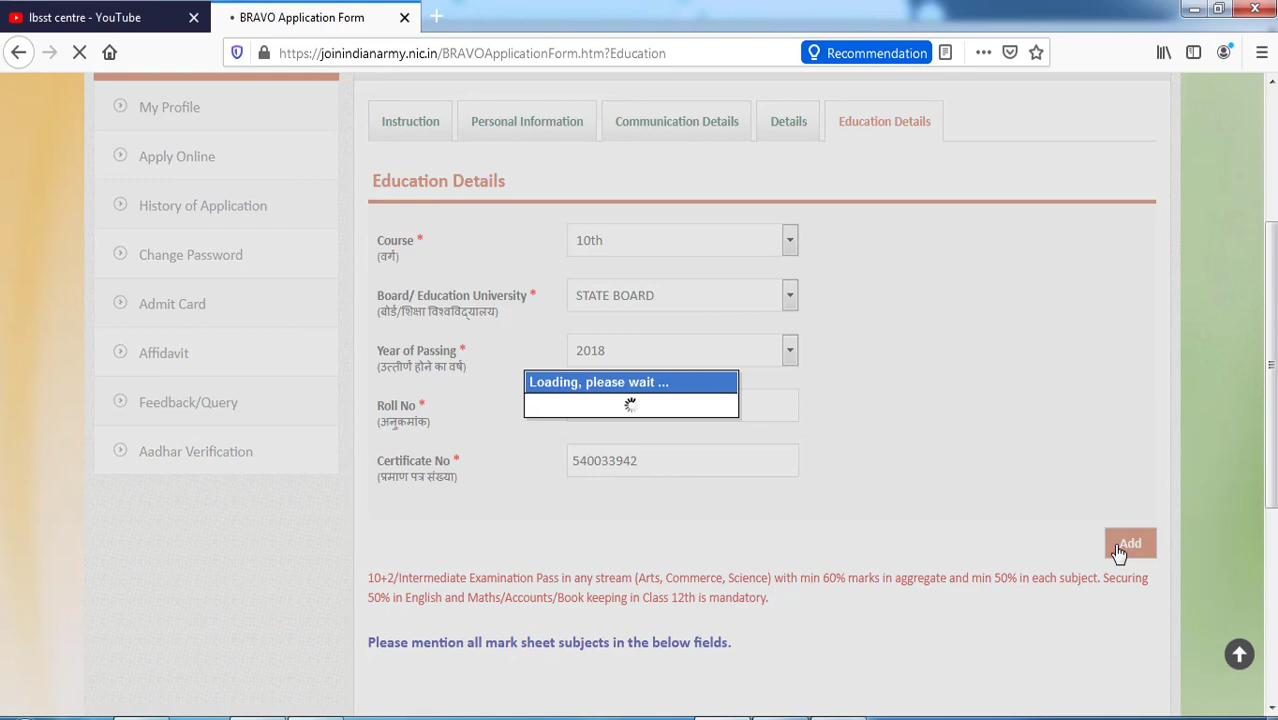 lbsst centre - YouTube
BRAVO Application Form
https://joinindianarmy.nic.in/BRAVOApplicationForm.htm?Education
Recommendation
My Profile
Apply Online
History of Application
Change Password
Admit Card
Affidavit
Feedback/Query
Aadhar Verification
Instruction
Personal Information
Communication Details
Details
Education Details
Education Details
Course *
(वर्ग)
10th
Board/ Education University *
(बोर्ड/शिक्षा विश्वविद्यालय)
STATE BOARD
Year of Passing *
(उत्तीर्ण होने का वर्ष)
2018
Loading, please wait ...
Roll No *
(अनुक्रमांक)
Certificate No *
(प्रमाण पत्र संख्या)
540033942
Add
10+2/Intermediate Examination Pass in any stream (Arts, Commerce, Science) with min 60% marks in aggregate and min 50% in each subject. Securing
50% in English and Maths/Accounts/Book keeping in Class 12th is mandatory.
Please mention all mark sheet subjects in the below fields.